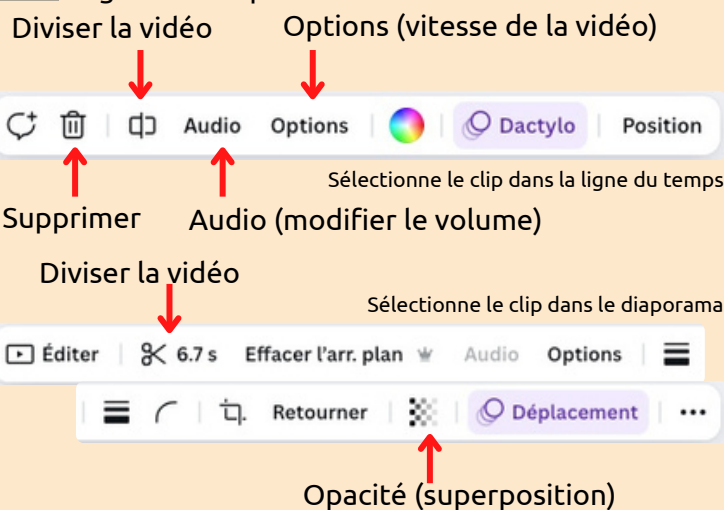 Diviser la vidéo
Options (vitesse de la vidéo)
Audio Options Dactylo Position
Sélectionne le clip dans la ligne du temps
Supprimer
Audio (modifier le volume)
Diviser la vidéo
Sélectionne le clip dans le diaporama
Éditer 6.7 s Effacer l'arr. plan Audio Options
Retourner Déplacement •••
Opacité (superposition)